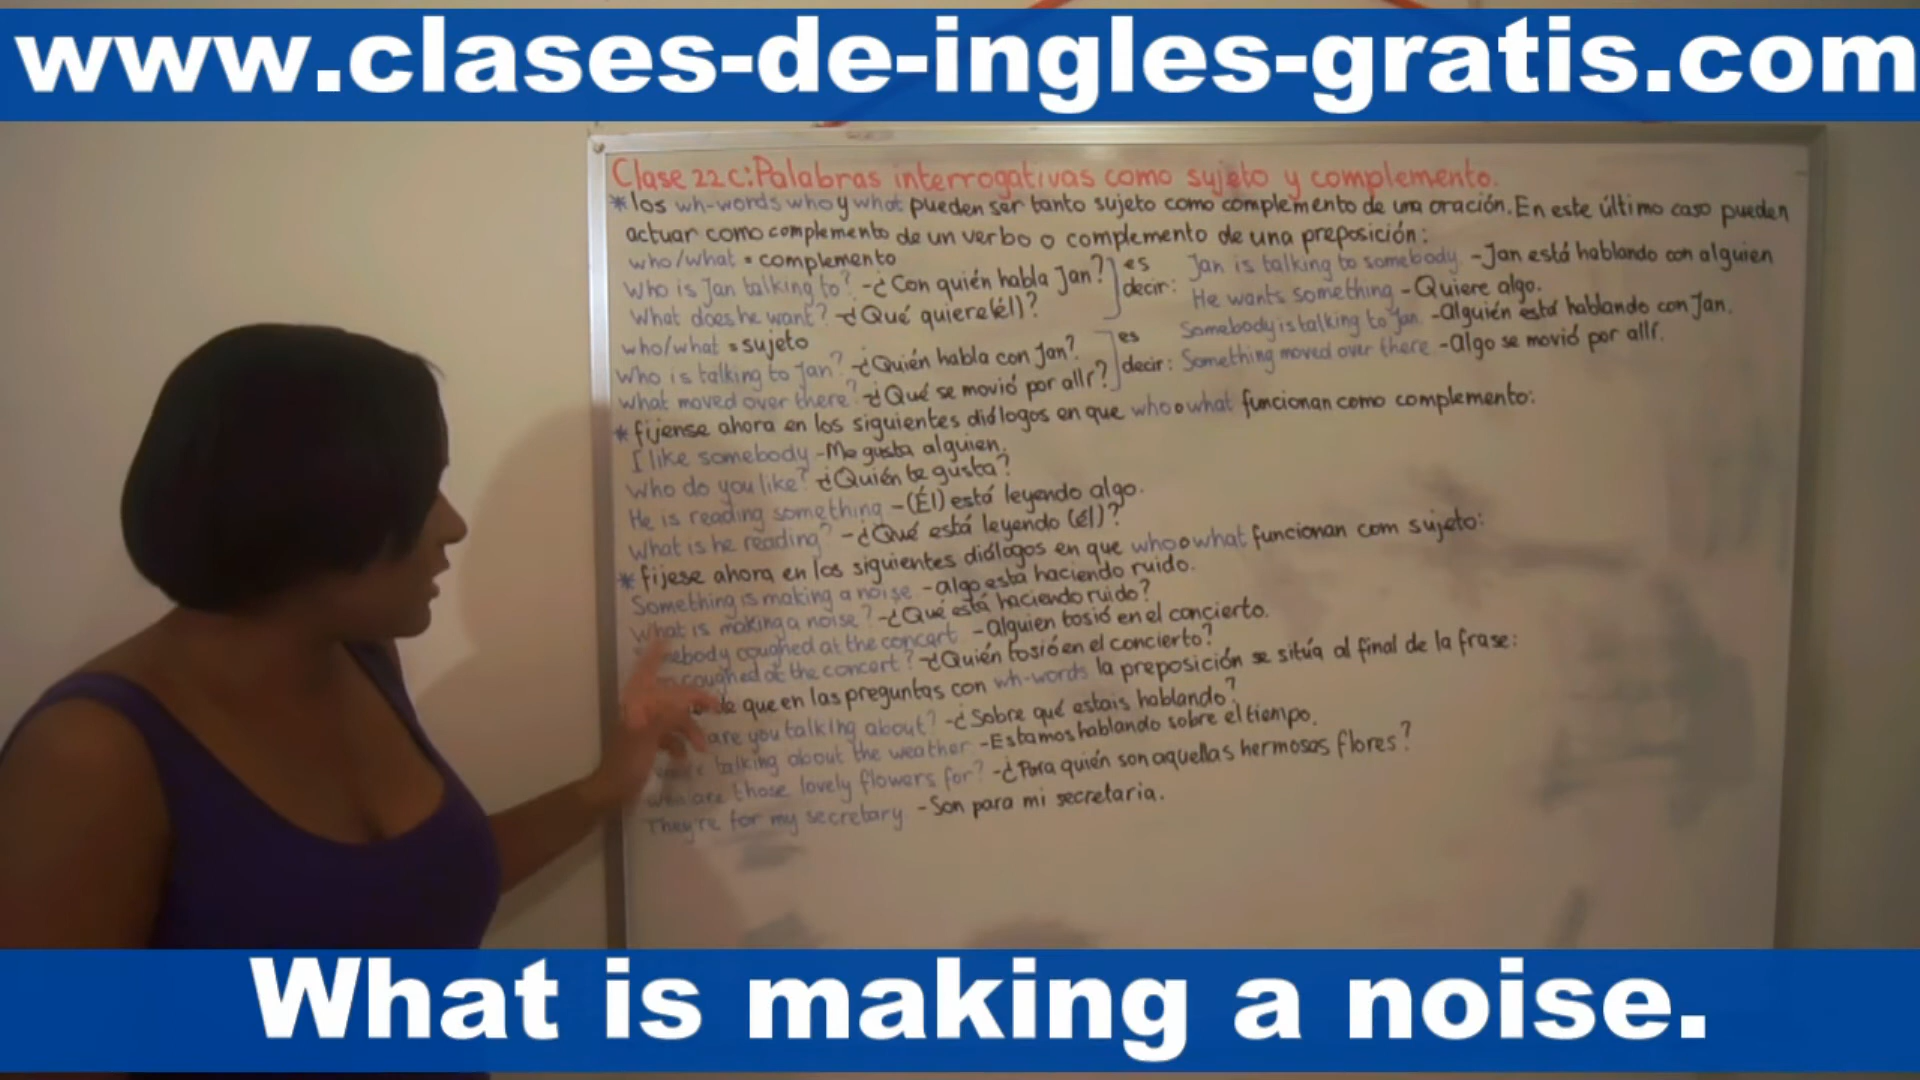 www.clases-de-ingles-gratis.com
Clase 22c: Palabras interrogativas como sujeto y complemento.
* los wh-words who y what pueden ser tanto sujeto como complemento de una oración. En este último caso pueden
actuar como complemento de un verbo o complemento de una preposición:
who/what = complemento
Who is Jan talking to? - ¿Con quién habla Jan? es decir: Jan is talking to somebody - Jan está hablando con alguien
What does he want? - ¿Qué quiere (él)? He wants something - Quiere algo.
who/what = sujeto
Who is talking to Jan? - ¿Quién habla con Jan? es decir: Somebody is talking to Jan - Alguién está hablando con Jan.
What moved over there? - ¿Qué se movió por allí? Something moved over there - Algo se movió por allí.
* fijense ahora en los siguientes diálogos en que who o what funcionan como complemento:
I like somebody - Me gusta alguien.
Who do you like? ¿Quién te gusta?
He is reading something - (Él) está leyendo algo.
What is he reading? - ¿Qué está leyendo (él)?
* fijese ahora en los siguientes diálogos en que who o what funcionan com sujeto:
Something is making a noise - algo está haciendo ruido.
What is making a noise? - ¿Qué está haciendo ruido?
mebody coughed at the concert - Alguien tosió en el concierto.
coughed at the concert? - ¿Quién tosió en el concierto?
de que en las preguntas con wh-words la preposición se sitúa al final de la frase:
are you talking about? - ¿Sobre qué estais hablando?
talking about the weather - Estamos hablando sobre el tiempo.
are those lovely flowers for? - ¿Para quién son aquellas hermosas flores?
They're for my secretary - Son para mi secretaria.
What is making a noise.